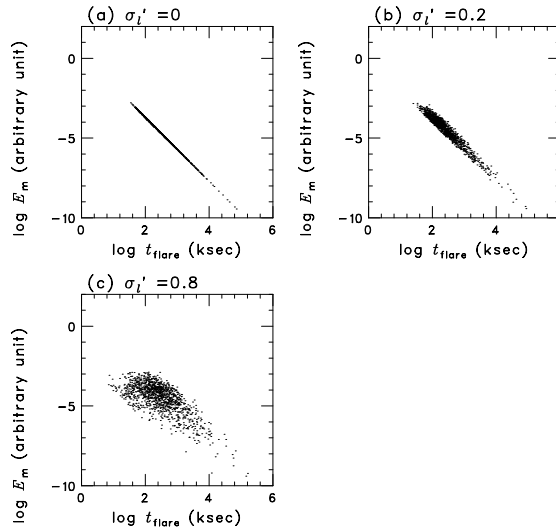 (a) σ_l' =0
0
−5
−10
0 2 4 6
log E_m (arbitrary unit)
log t_flare (ksec)
(b) σ_l' =0.2
0
−5
−10
0 2 4
log E_m (arbitrary unit)
log t_flare (ksec)
(c) σ_l' =0.8
0
−5
−10
0 2 4 6
log E_m (arbitrary unit)
log t_flare (ksec)